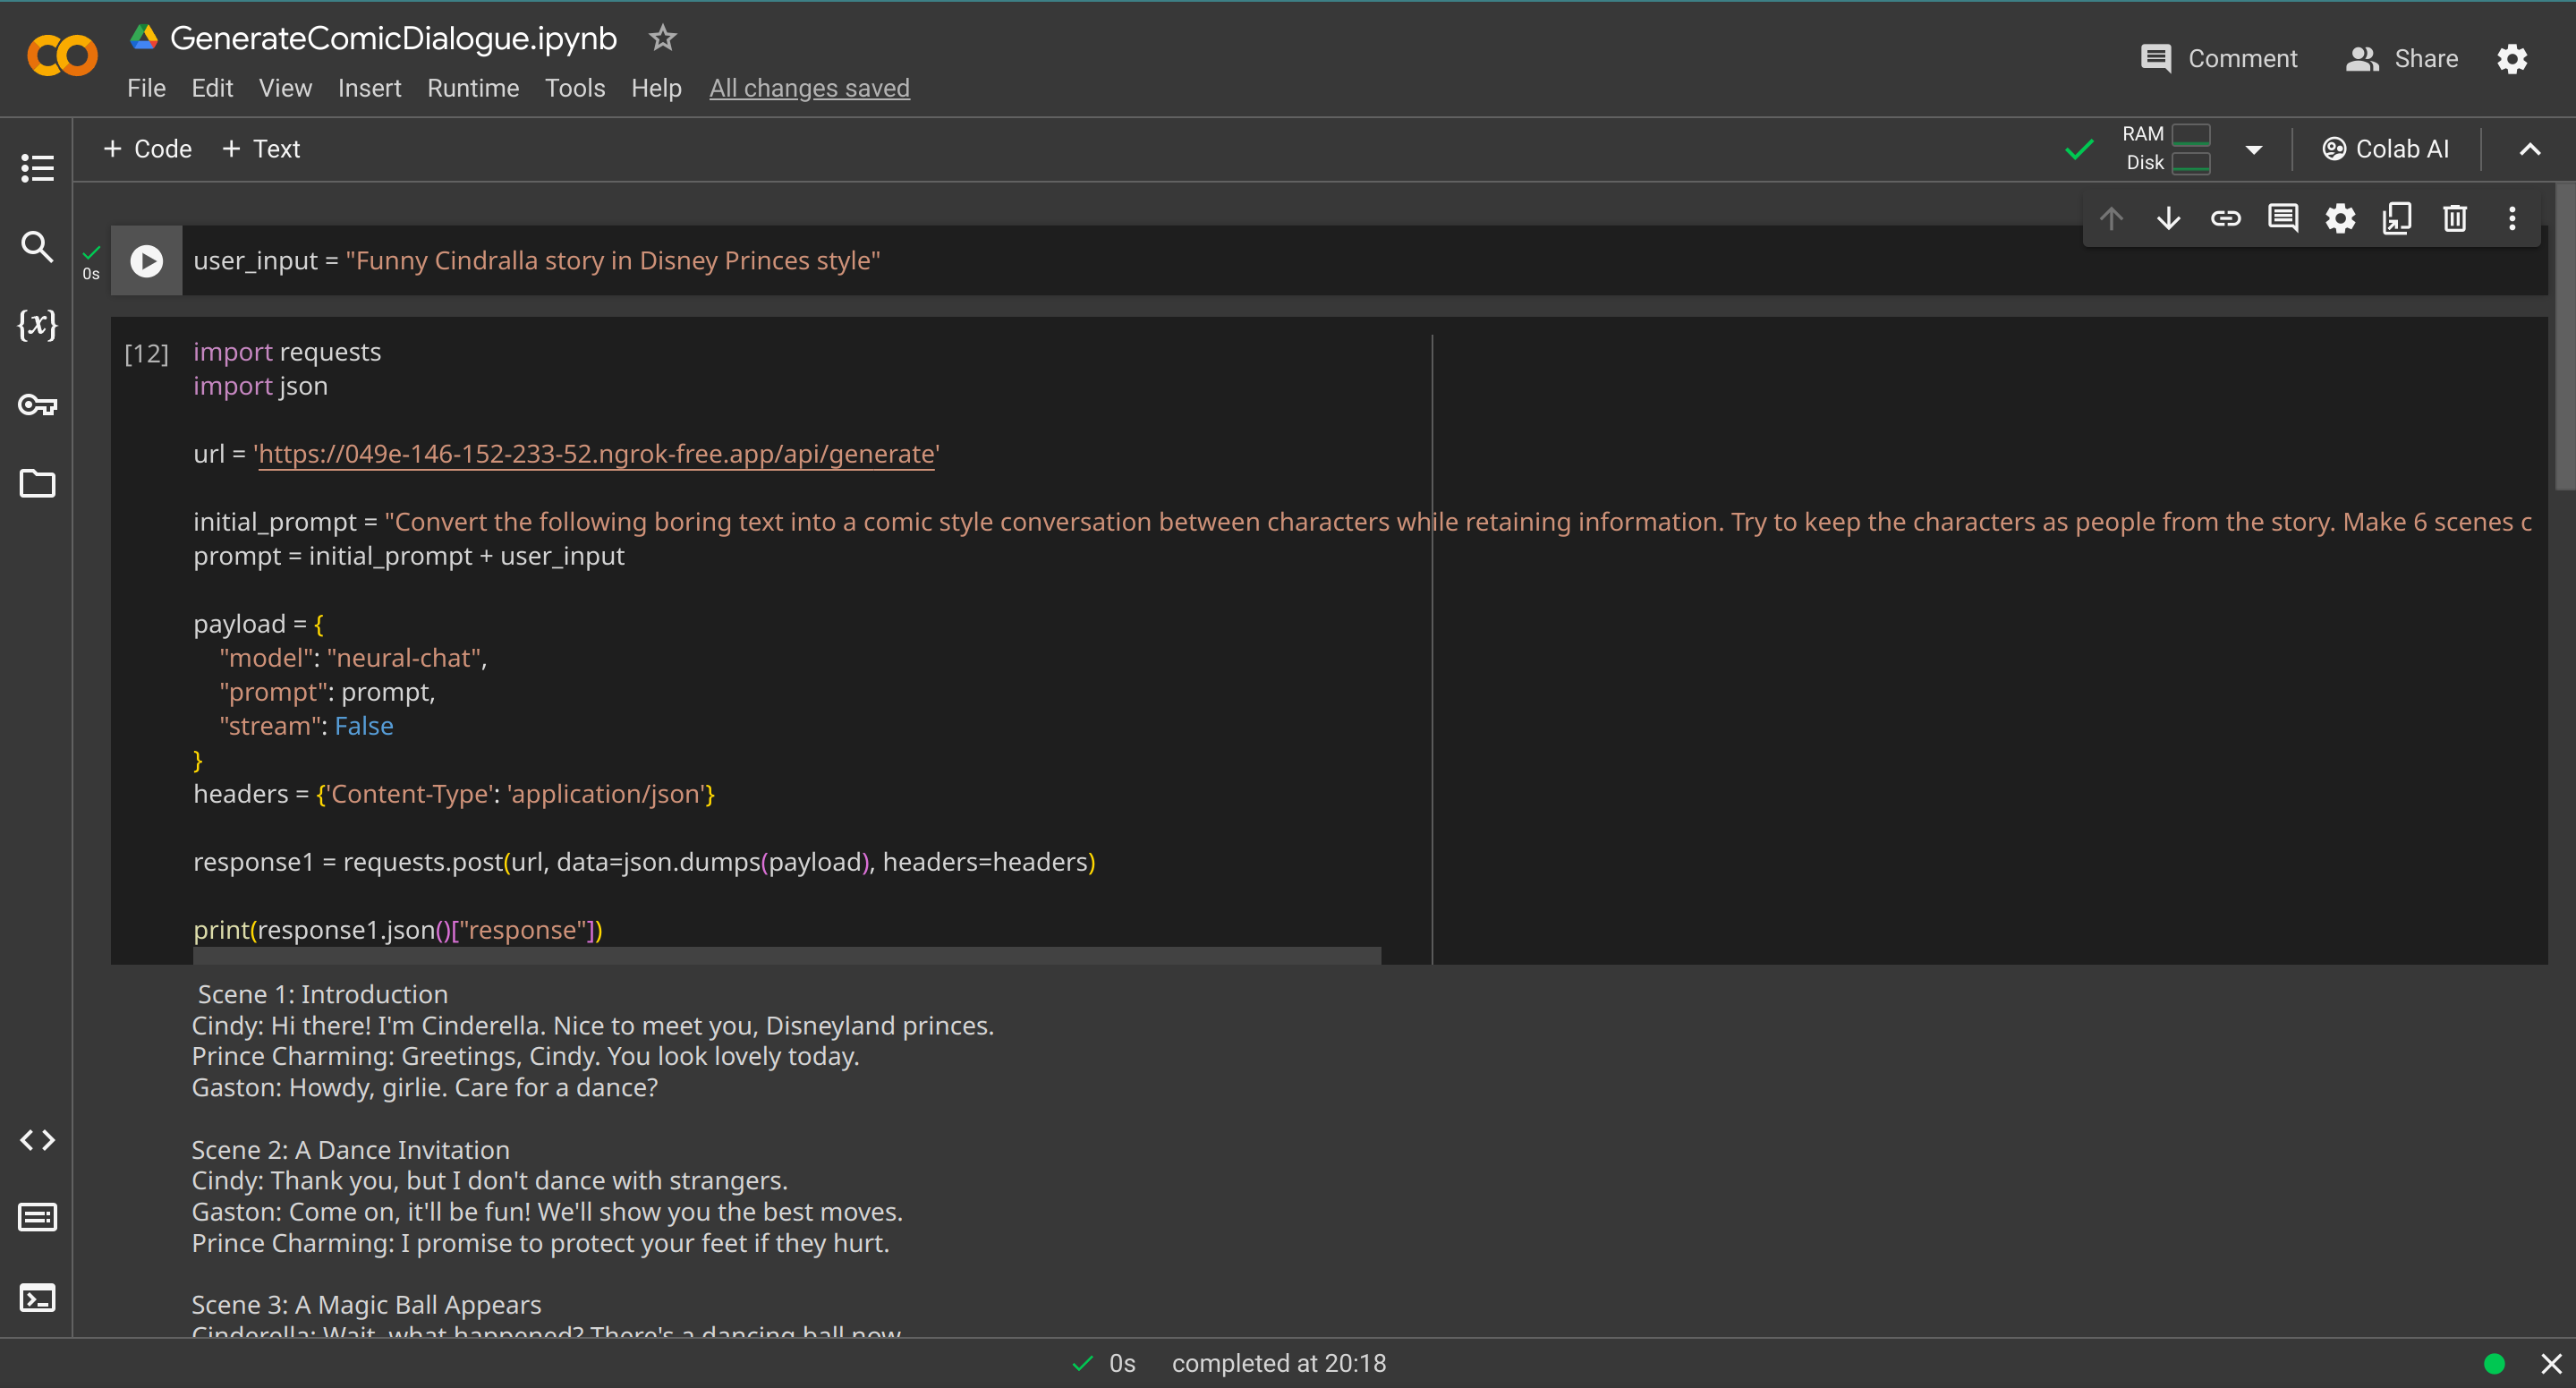 GenerateComicDialogue.ipynb
File Edit View Insert Runtime Tools Help All changes saved
Comment Share
+ Code + Text
RAM
Disk
Colab AI
0s
user_input = "Funny Cindralla story in Disney Princes style"
[12]
import requests
import json
url = 'https://049e-146-152-233-52.ngrok-free.app/api/generate'
initial_prompt = "Convert the following boring text into a comic style conversation between characters while retaining information. Try to keep the characters as people from the story. Make 6 scenes c
prompt = initial_prompt + user_input
payload = {
"model": "neural-chat",
"prompt": prompt,
"stream": False
}
headers = {'Content-Type': 'application/json'}
response1 = requests.post(url, data=json.dumps(payload), headers=headers)
print(response1.json()["response"])
Scene 1: Introduction
Cindy: Hi there! I'm Cinderella. Nice to meet you, Disneyland princes.
Prince Charming: Greetings, Cindy. You look lovely today.
Gaston: Howdy, girlie. Care for a dance?
Scene 2: A Dance Invitation
Cindy: Thank you, but I don't dance with strangers.
Gaston: Come on, it'll be fun! We'll show you the best moves.
Prince Charming: I promise to protect your feet if they hurt.
Scene 3: A Magic Ball Appears
Cinderella: Wait, what happened? There's a dancing ball now
0s completed at 20:18